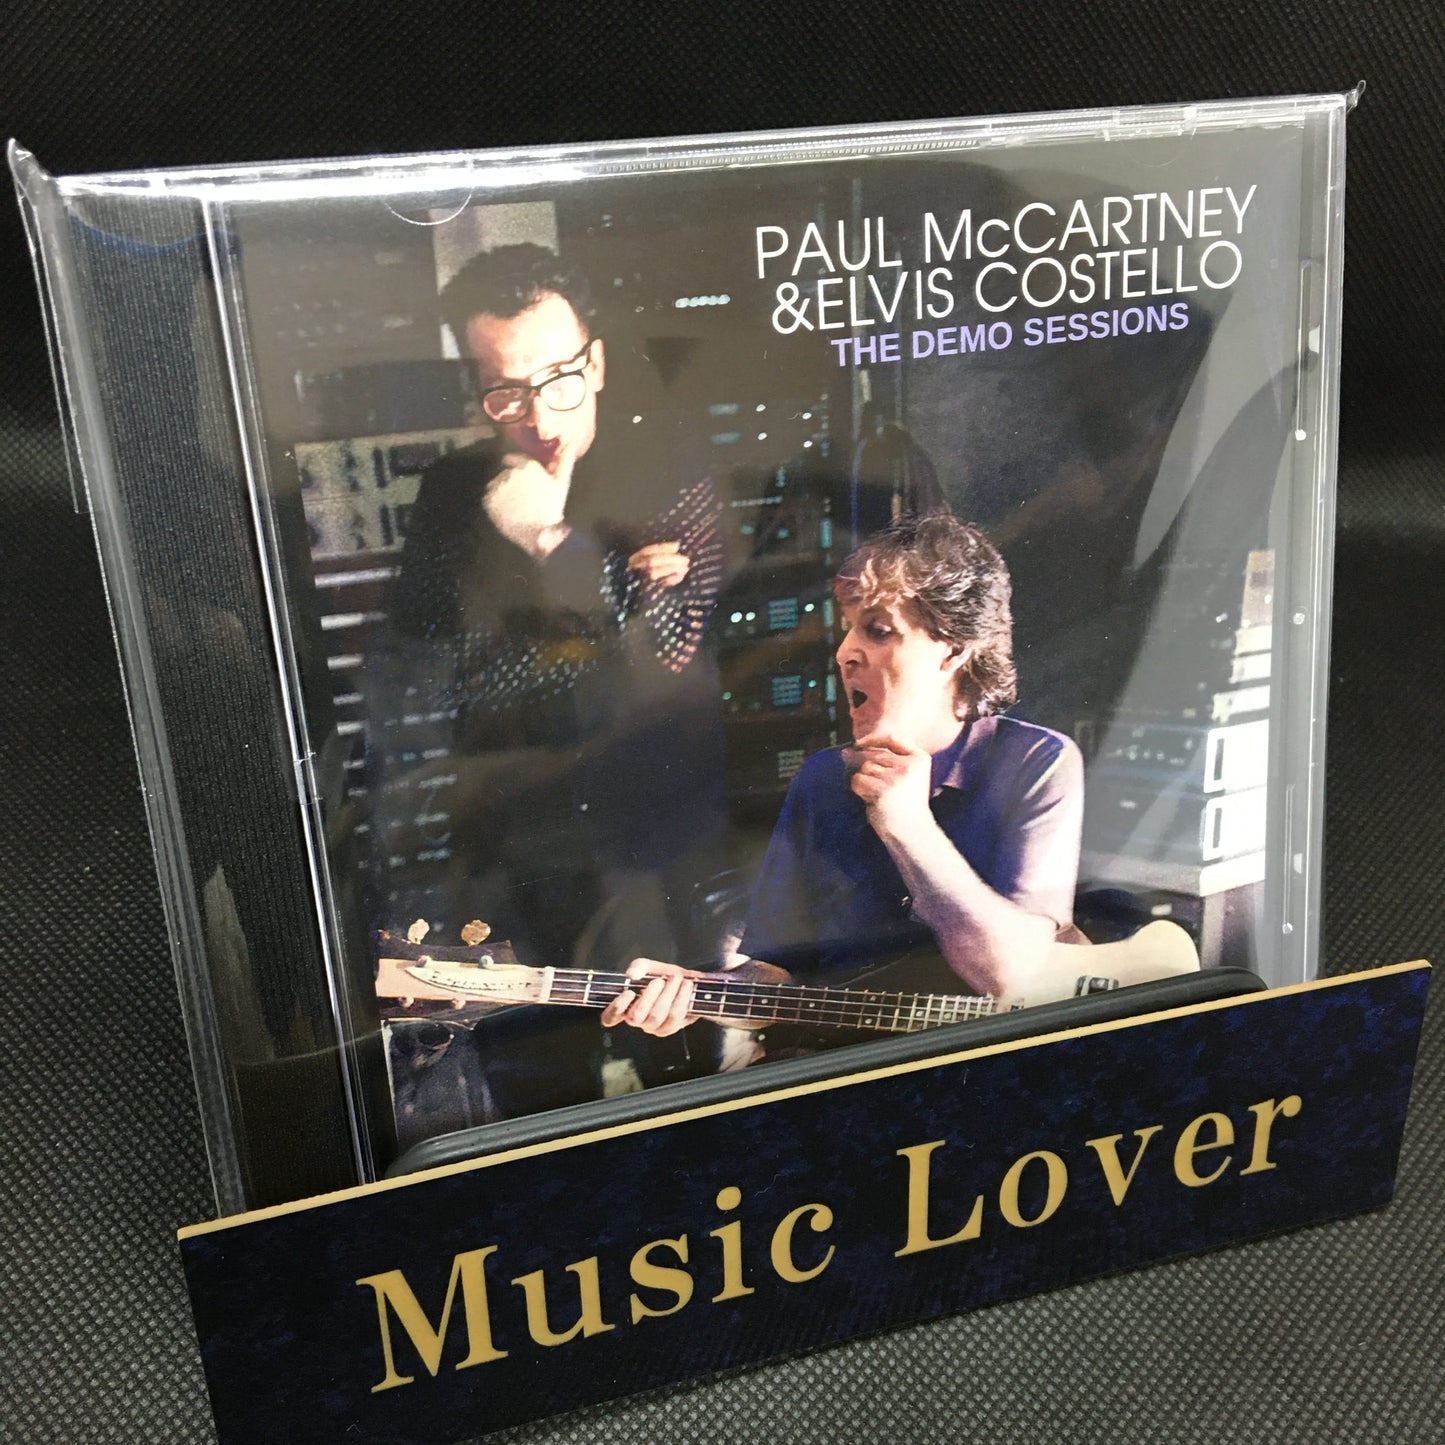 PAUL McCARTNEY
&ELVIS COSTELLO
THE DEMO SESSIONS
Music Lover